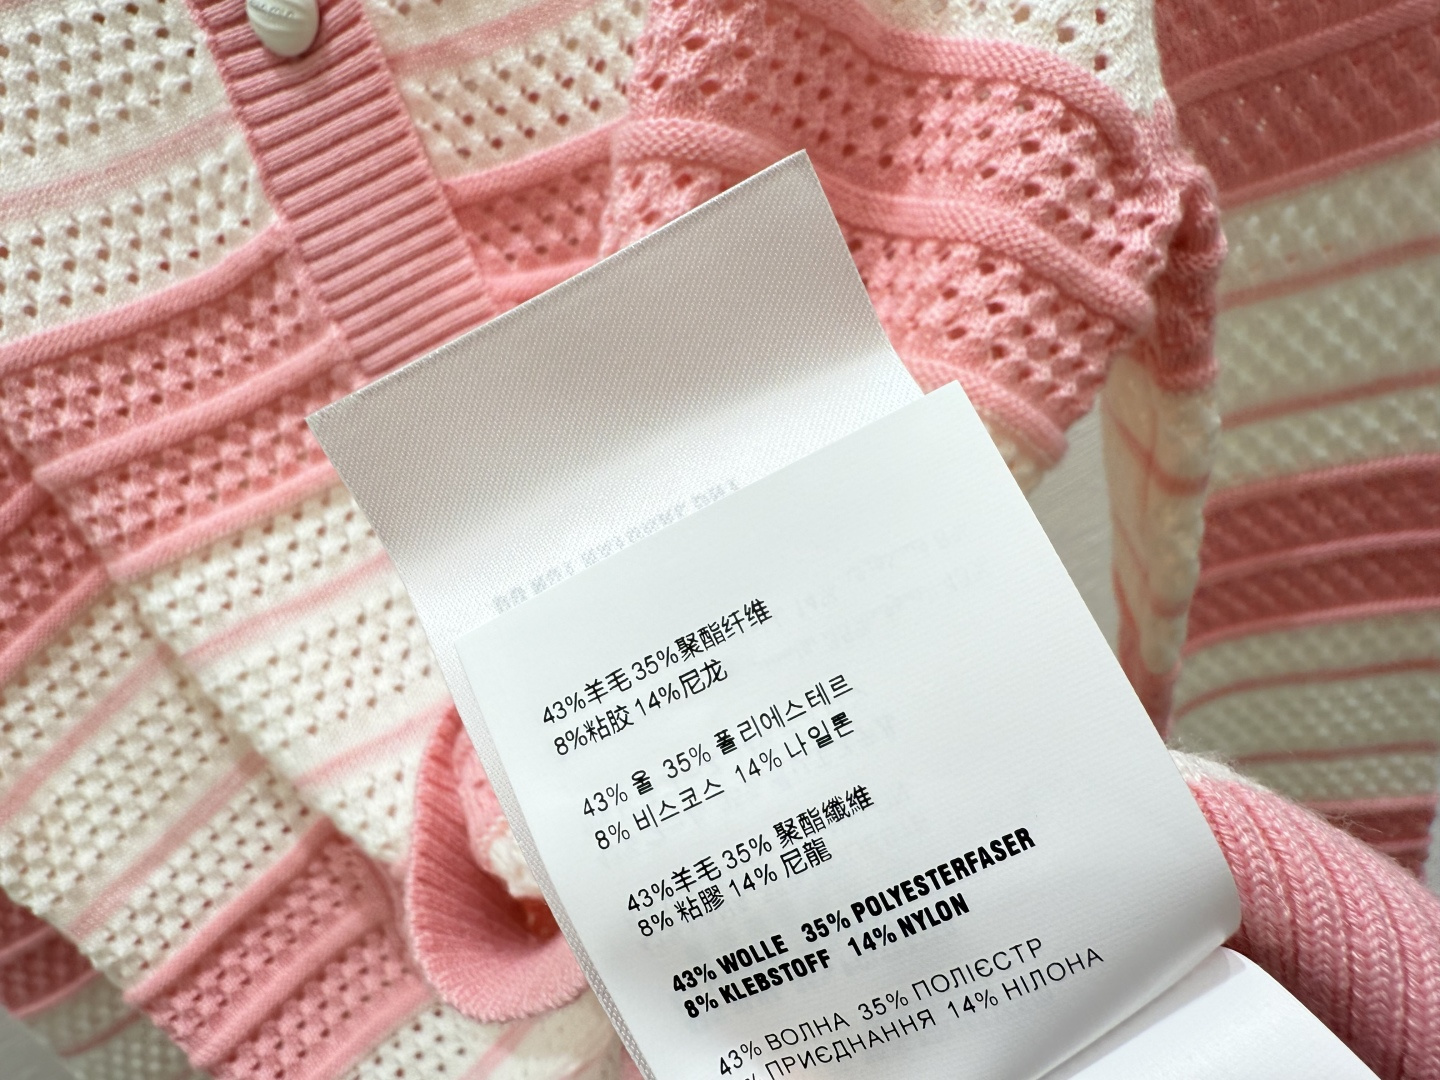 43%羊毛 35%聚酯纤维
8%粘胶 14%尼龙
43% 울 35% 폴리에스테르
8% 비스코스 14% 나일론
43%羊毛 35% 聚酯纖維
8% 粘膠 14% 尼龍
43% WOLLE 35% POLYESTERFASER
8% KLEBSTOFF 14% NYLON
43% ВОЛНА 35% ПОЛІЄСТР
% ПРИЄДНАННЯ 14% НІЛОНА